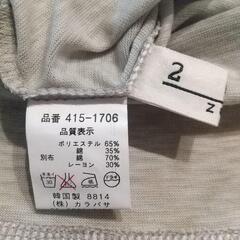 品番 415-1706
品質表示
ポリエステル 65%
綿 35%
別布 綿 70%
レーヨン 30%
韓国製 8814
(株) カラバサ
2
N